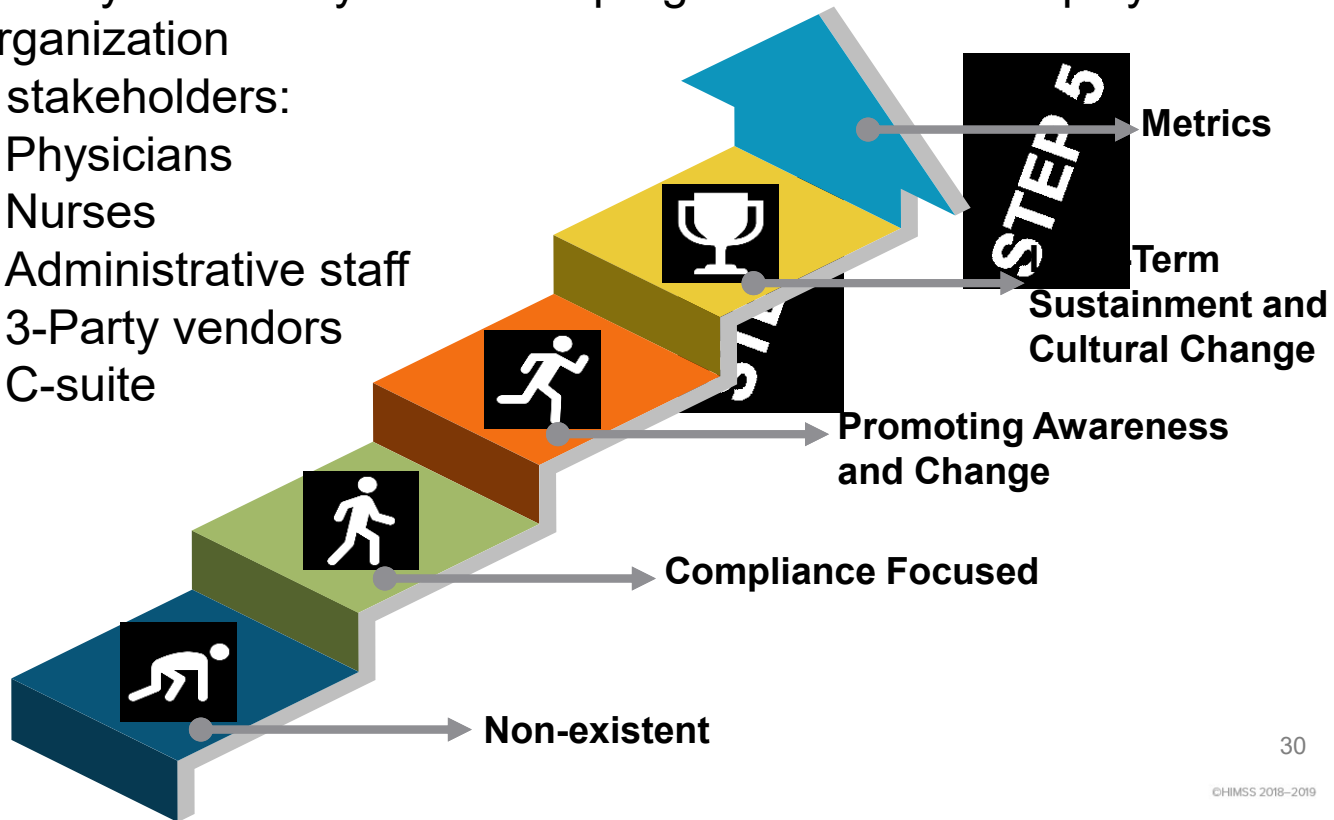 rganization
stakeholders:
Physicians
Nurses
Administrative staff
3-Party vendors
C-suite
STEP 5
Metrics
-Term
Sustainment and
Cultural Change
Promoting Awareness
and Change
Compliance Focused
Non-existent
30
©HIMSS 2018–2019